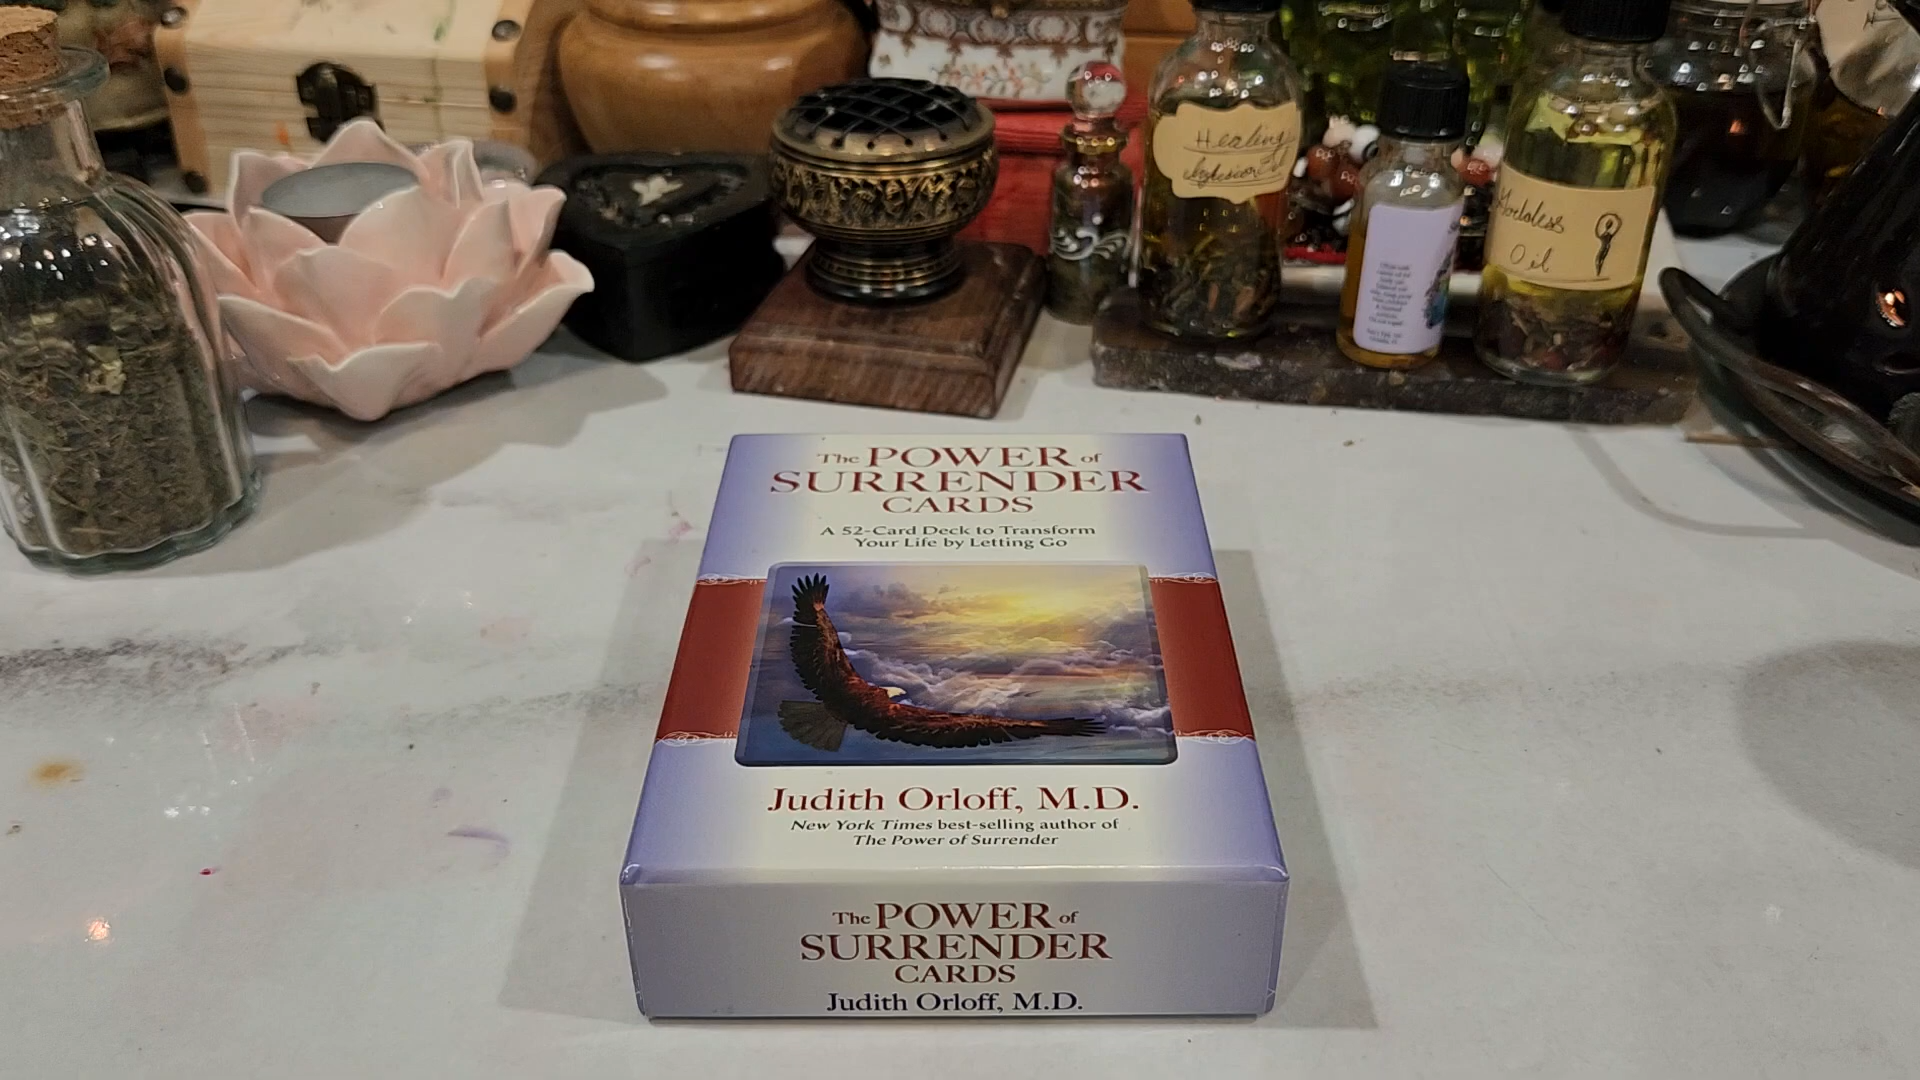 Healing
Goddess
Oil
The POWER of
SURRENDER
CARDS
A 52-Card Deck to Transform
Your Life by Letting Go
Judith Orloff, M.D.
New York Times best-selling author of
The Power of Surrender
The POWER of
SURRENDER
CARDS
Judith Orloff, M.D.